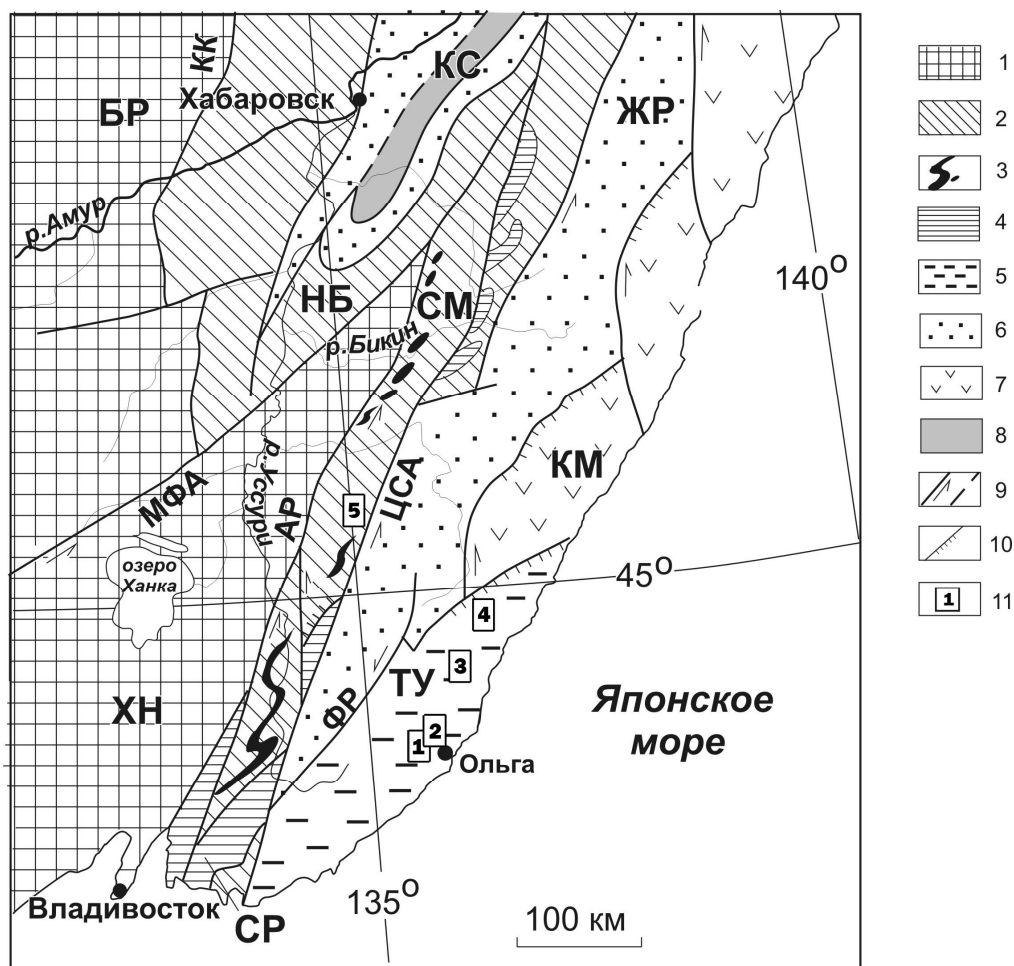 КК
КС
Хабаровск
БР
ЖР
р.Амур
140°
НБ
СМ
р.Бикин
КМ
ЦСА
МФА
р.Уссури
АР
5
озеро
Ханка
45°
4
3
ТУ
ХН
ФР
Японское
море
2
1
Ольга
135°
Владивосток
СР
100 км
1
2
3
4
5
6
7
8
9
10
1
11